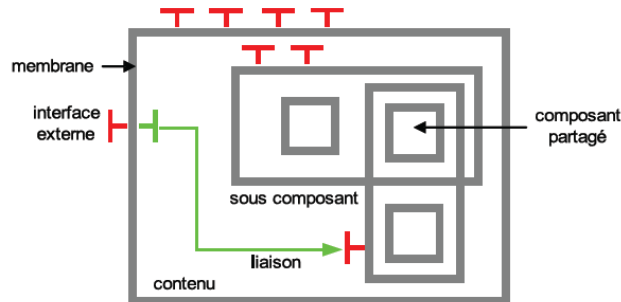 membrane
interface
externe
composant
partagé
sous composant
liaison
contenu